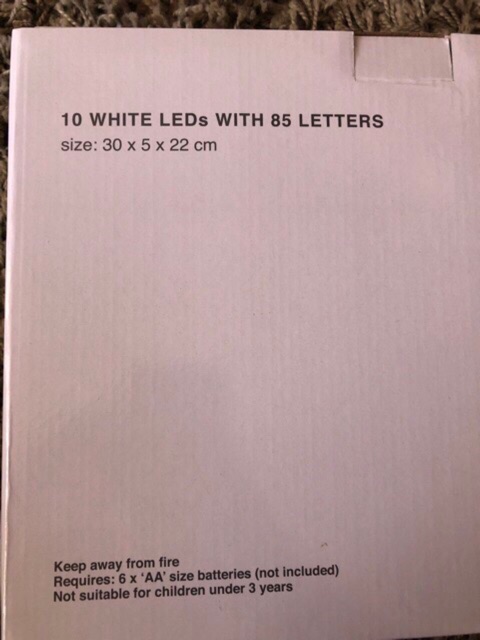 10 WHITE LEDs WITH 85 LETTERS
size: 30 x 5 x 22 cm
Keep away from fire
Requires: 6 x ‘AA’ size batteries (not included)
Not suitable for children under 3 years